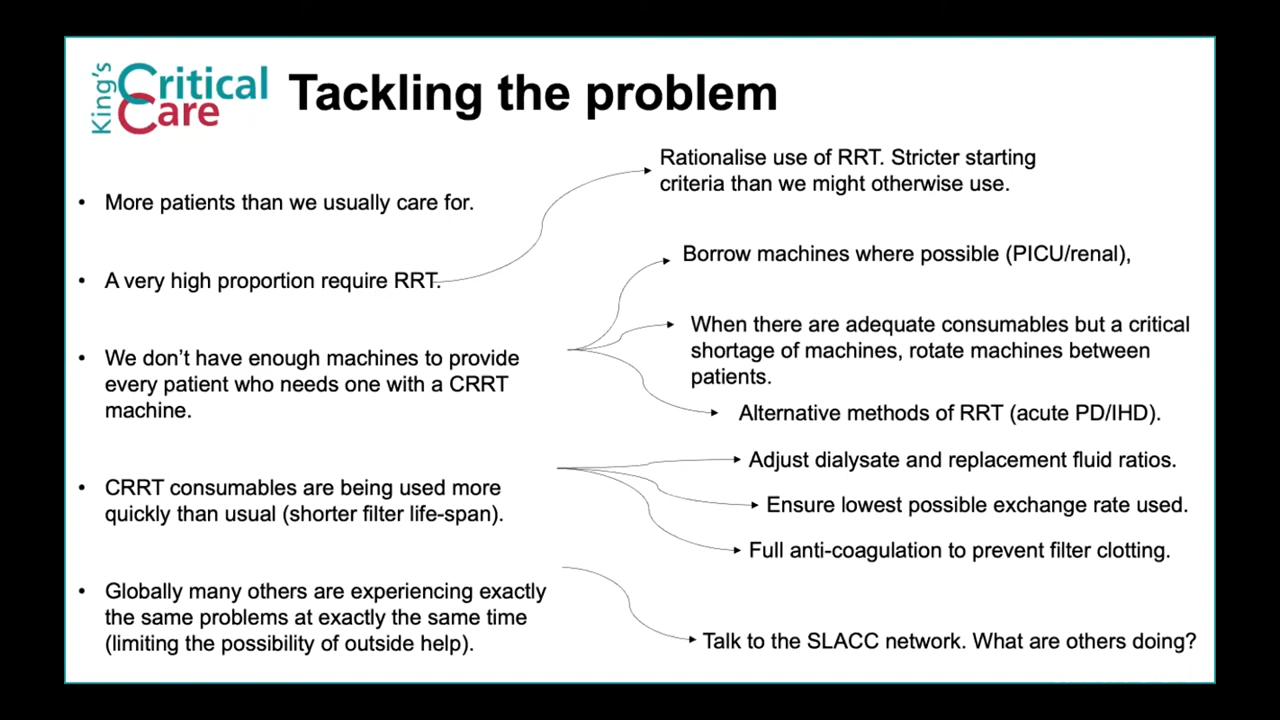 King's
Critical
Care
Tackling the problem
• More patients than we usually care for.
• A very high proportion require RRT.
• We don't have enough machines to provide
every patient who needs one with a CRRT
machine.
• CRRT consumables are being used more
quickly than usual (shorter filter life-span).
• Globally many others are experiencing exactly
the same problems at exactly the same time
(limiting the possibility of outside help).
Rationalise use of RRT. Stricter starting
criteria than we might otherwise use.
Borrow machines where possible (PICU/renal),
When there are adequate consumables but a critical
shortage of machines, rotate machines between
patients.
Alternative methods of RRT (acute PD/IHD).
Adjust dialysate and replacement fluid ratios.
Ensure lowest possible exchange rate used.
Full anti-coagulation to prevent filter clotting.
Talk to the SLACC network. What are others doing?